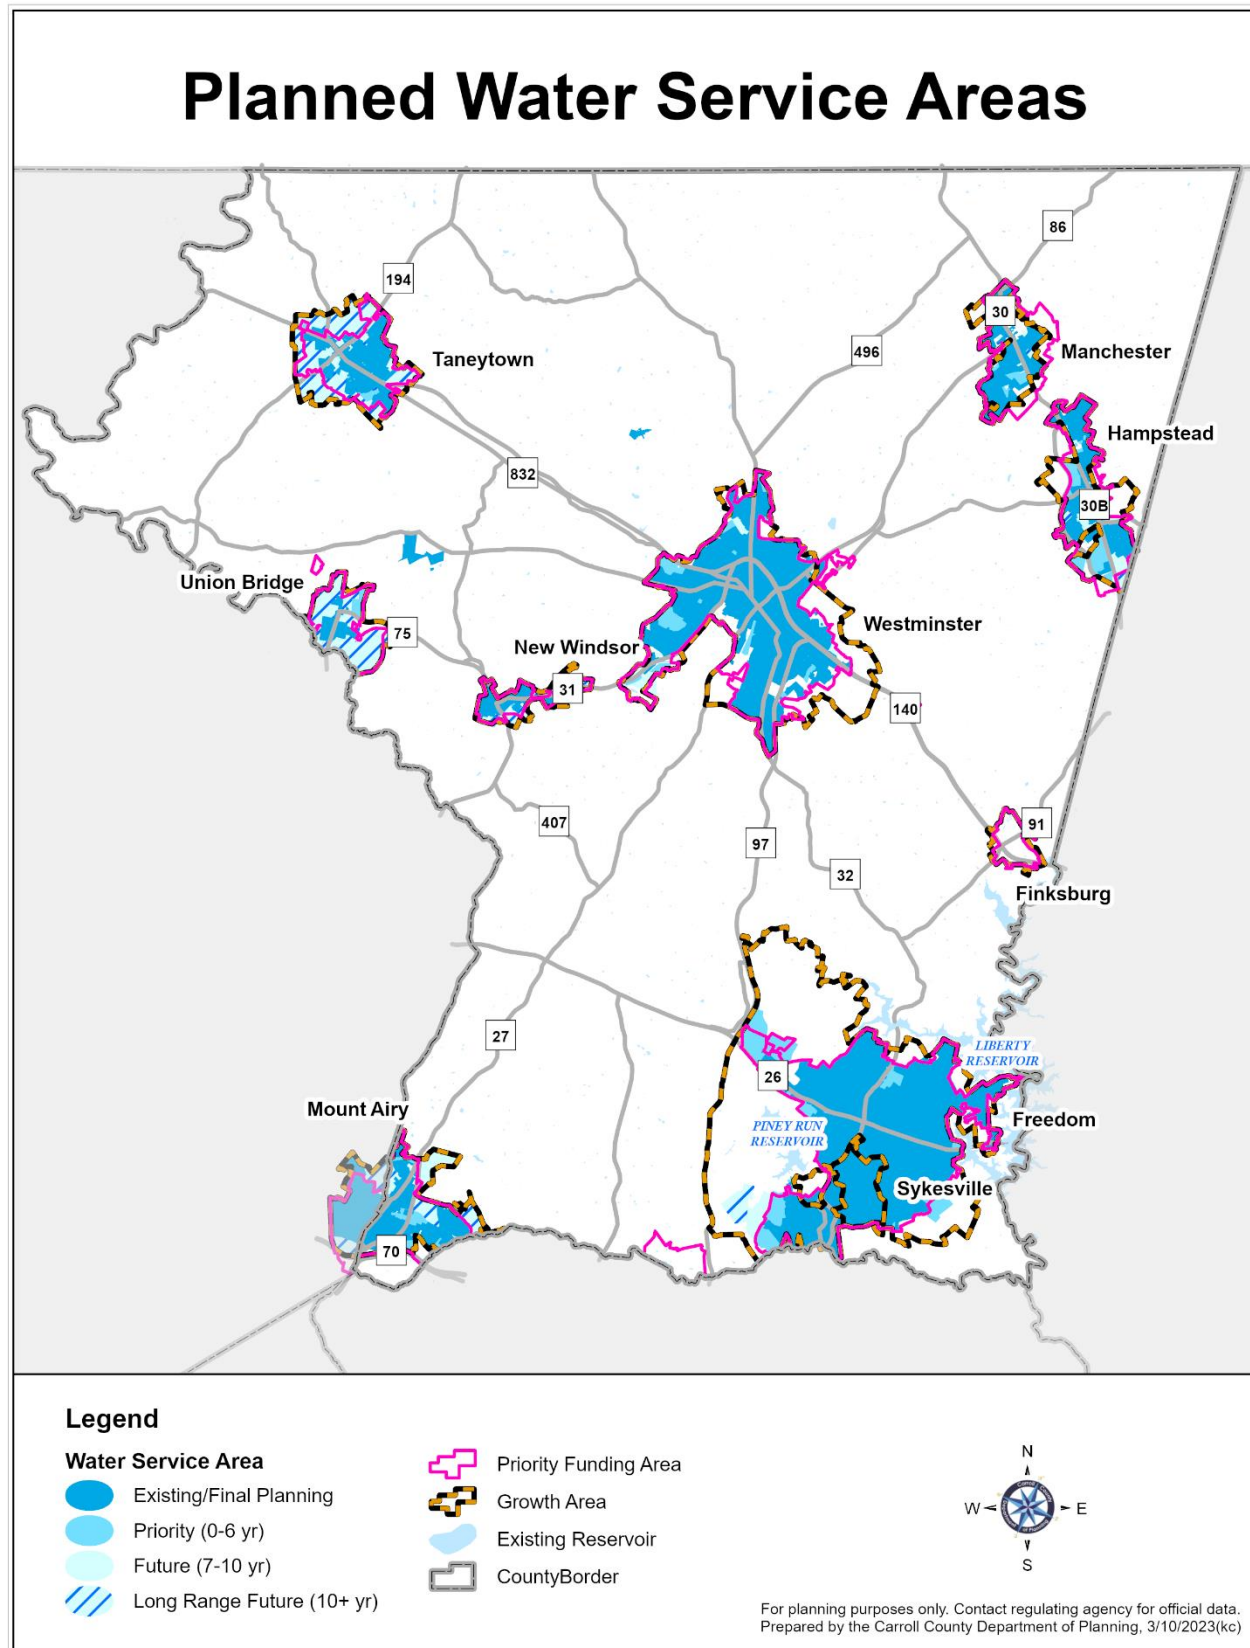 Planned Water Service Areas
86
194
30
Manchester
496
Taneytown
Hampstead
832
30B
Union Bridge
75
Westminster
New Windsor
31
140
407
97
91
32
Finksburg
27
LIBERTY
RESERVOIR
26
Mount Airy
PINEY RUN
RESERVOIR
Freedom
Sykesville
70
Legend
Water Service Area
Existing/Final Planning
Priority (0-6 yr)
Future (7-10 yr)
Long Range Future (10+ yr)
Priority Funding Area
Growth Area
Existing Reservoir
CountyBorder
N
W
E
S
For planning purposes only. Contact regulating agency for official data.
Prepared by the Carroll County Department of Planning, 3/10/2023(kc)